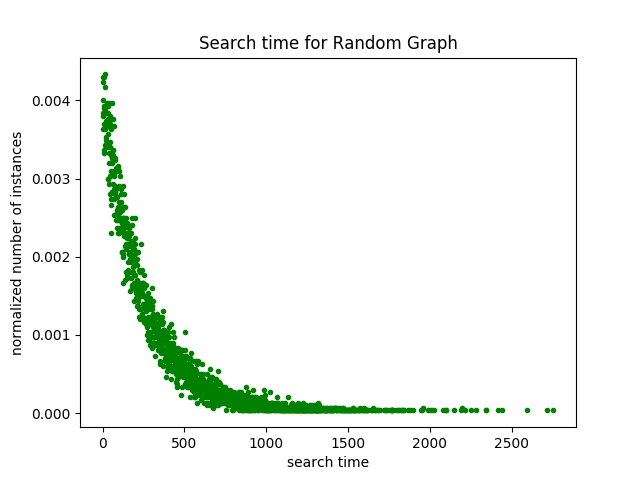 Search time for Random Graph
normalized number of instances
0.004
0.003
0.002
0.001
0.000
0 500 1000 1500 2000 2500
search time